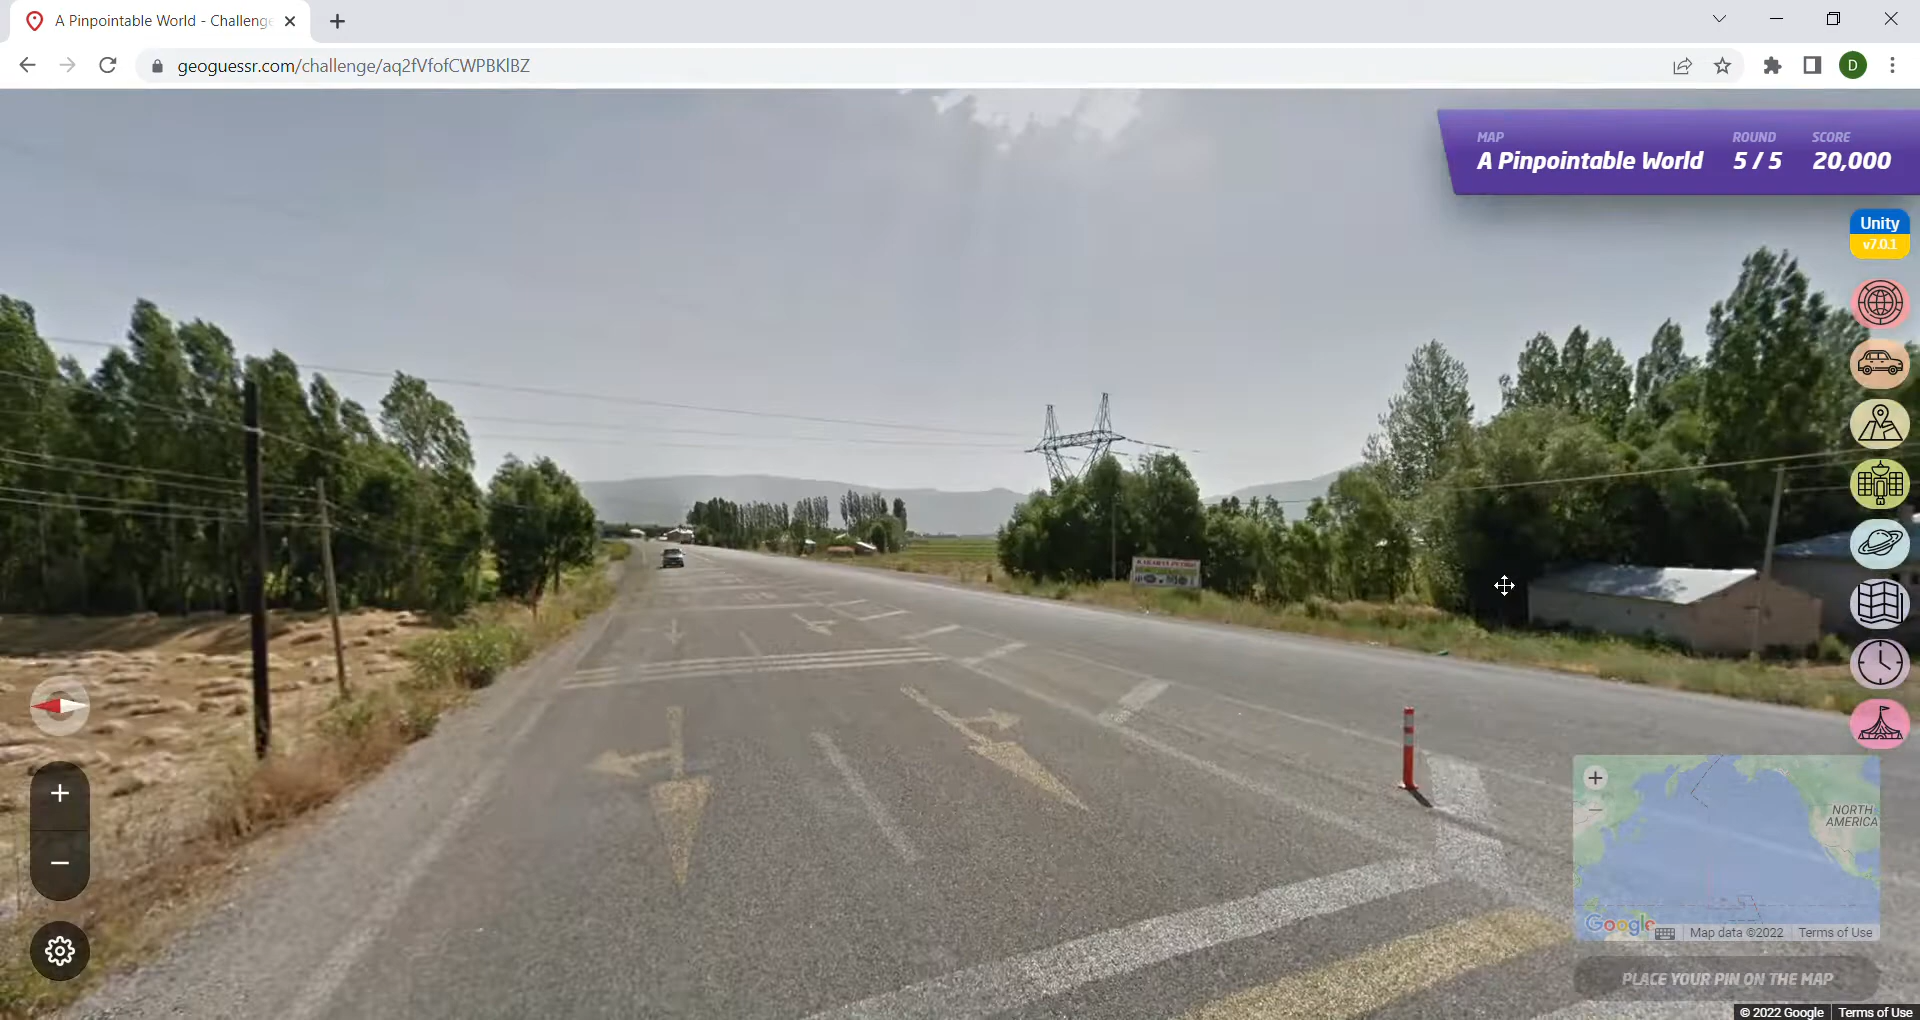 A Pinpointable World - Challenge
geoguessr.com/challenge/aq2fVfofCWPBKlBZ
D
MAP
A Pinpointable World
ROUND
5 / 5
SCORE
20,000
Unity
v7.0.1
NORTH
AMERICA
Google
Map data ©2022
Terms of Use
PLACE YOUR PIN ON THE MAP
© 2022 Google
Terms of Use